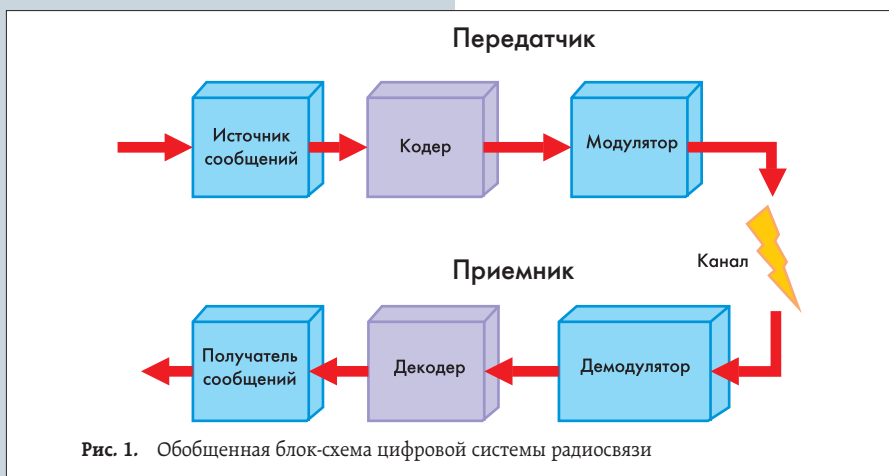 Передатчик
Источник
сообщений
Кодер
Модулятор
Канал
Приемник
Получатель
сообщений
Декодер
Демодулятор
Рис. 1. Обобщенная блок-схема цифровой системы радиосвязи